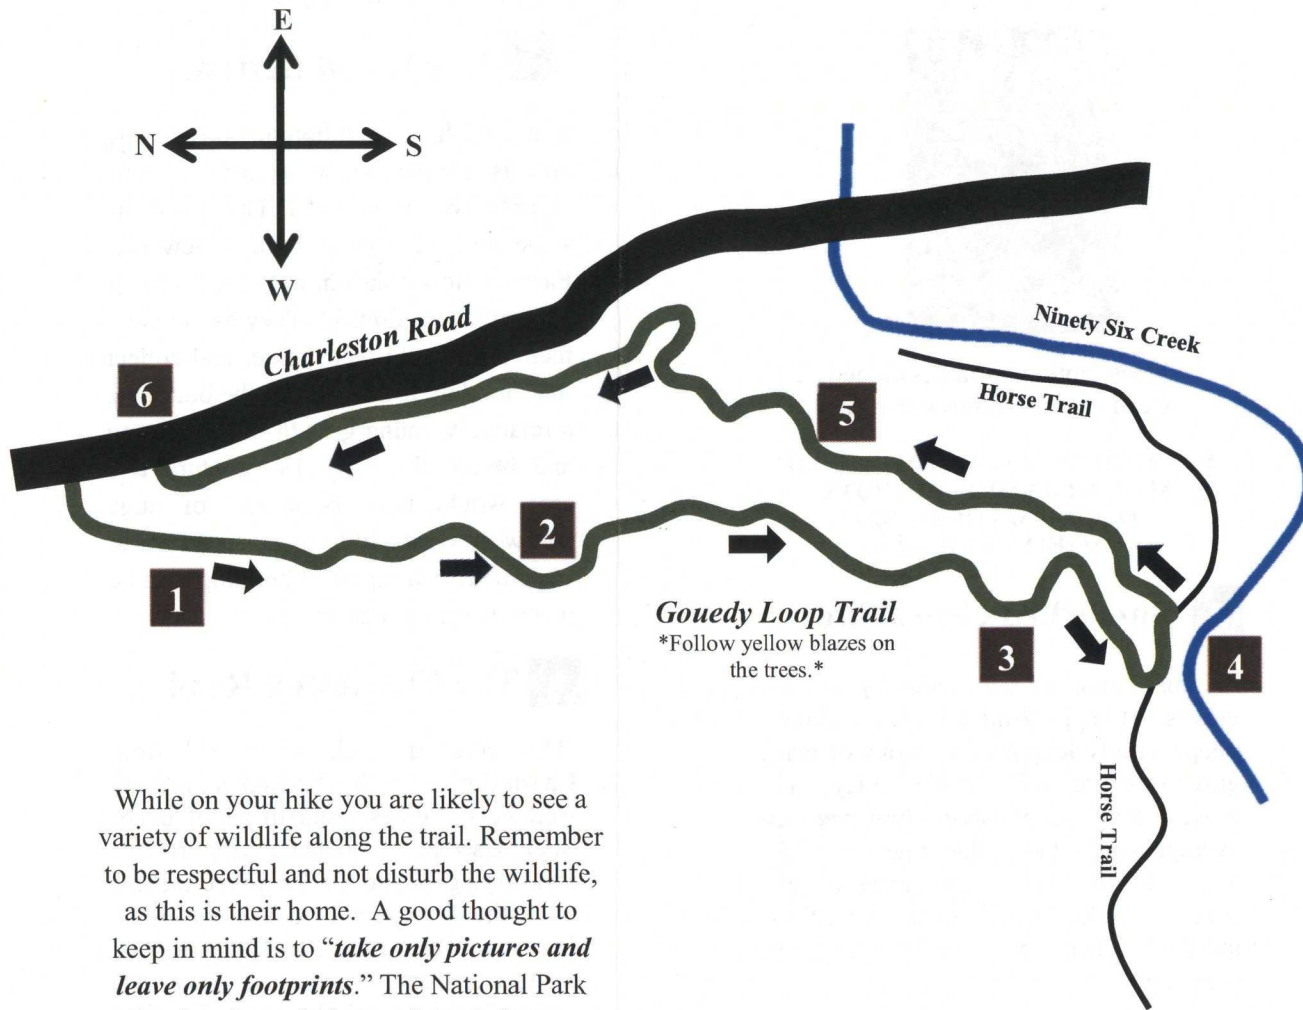 E
N
S
W
Charleston Road
Ninety Six Creek
Horse Trail
6
5
2
1
Gouedy Loop Trail
*Follow yellow blazes on
the trees.*
3
4
Horse Trail
While on your hike you are likely to see a
variety of wildlife along the trail. Remember
to be respectful and not disturb the wildlife,
as this is their home.  A good thought to
keep in mind is to “take only pictures and
leave only footprints.” The National Park